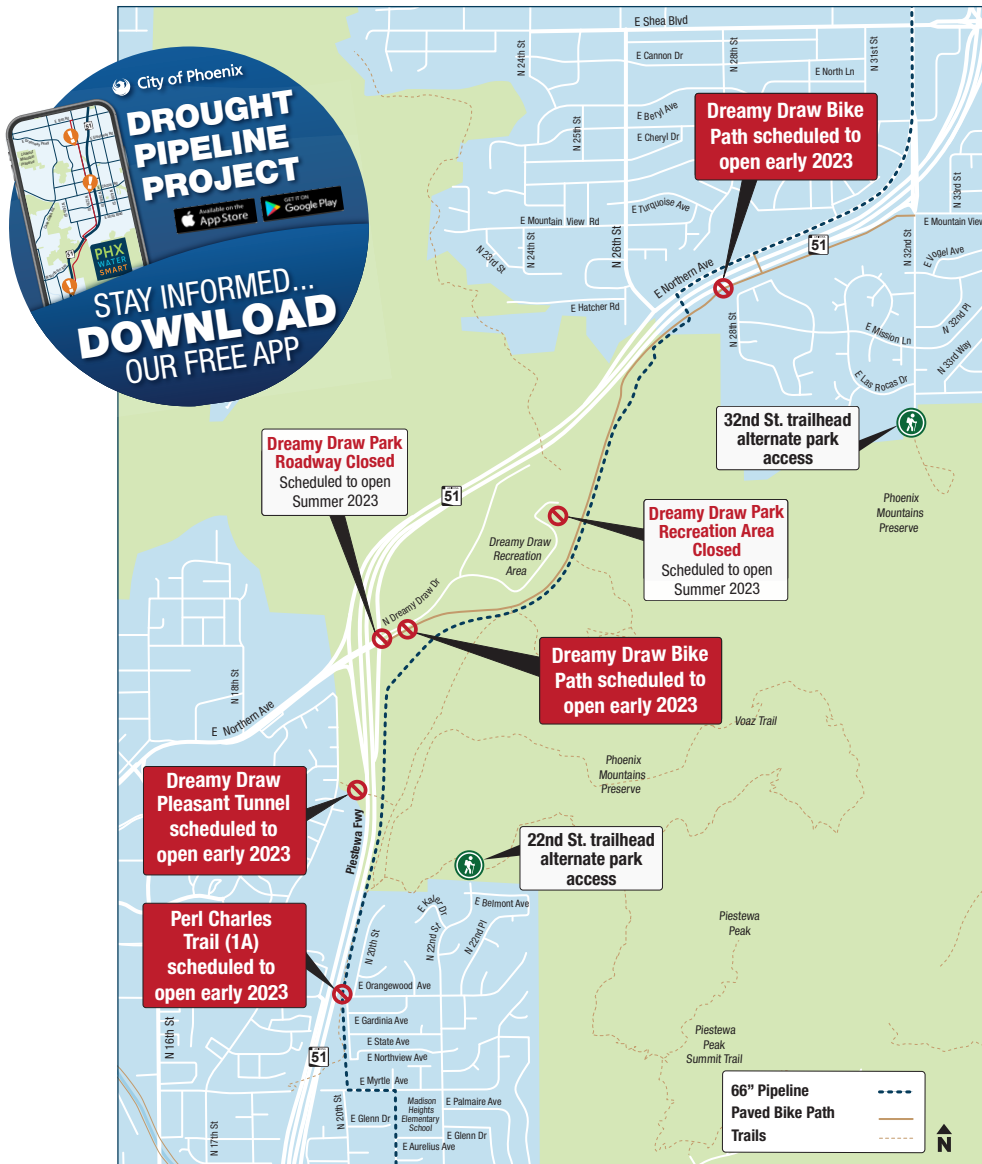 City of Phoenix
DROUGHT
PIPELINE
PROJECT
Available on the
App Store
GET IT ON
Google Play
PHX
WATER
SMART
51
51
STAY INFORMED...
DOWNLOAD
OUR FREE APP
E Shea Blvd
N 24th St
E Cannon Dr
N 28th St
N 31st St
E North Ln
Dreamy Draw Bike
Path scheduled to
open early 2023
N 25th St
E Beryl Ave
E Cheryl Dr
E Turquoise Ave
N 33rd St
E Mountain View Rd
E Mountain View
N 23rd St
N 24th St
N 26th St
51
N 32nd St
E Vogel Ave
E Northern Ave
E Hatcher Rd
N 28th St
E Mission Ln
N 32nd Pl
N 33rd Way
E Las Rocas Dr
32nd St. trailhead
alternate park
access
Dreamy Draw Park
Roadway Closed
Scheduled to open
Summer 2023
51
Phoenix
Mountains
Preserve
Dreamy Draw Park
Recreation Area
Closed
Scheduled to open
Summer 2023
Dreamy Draw
Recreation
Area
N Dreamy Draw Dr
Dreamy Draw Bike
Path scheduled to
open early 2023
N 18th St
E Northern Ave
Voaz Trail
Phoenix
Mountains
Preserve
Dreamy Draw
Pleasant Tunnel
scheduled to
open early 2023
Piestewa Fwy
22nd St. trailhead
alternate park
access
E Kaler Dr
E Belmont Ave
N 20th St
N 22nd St
N 22nd Pl
Perl Charles
Trail (1A)
scheduled to
open early 2023
Piestewa
Peak
E Orangewood Ave
E Gardinia Ave
N 16th St
E State Ave
E Northview Ave
51
Piestewa
Peak
Summit Trail
E Myrtle Ave
N 20th St
Madison
Heights
Elementary
School
E Palmaire Ave
E Glenn Dr
E Glenn Dr
N 17th St
E Aurelius Ave
66” Pipeline
Paved Bike Path
Trails
N